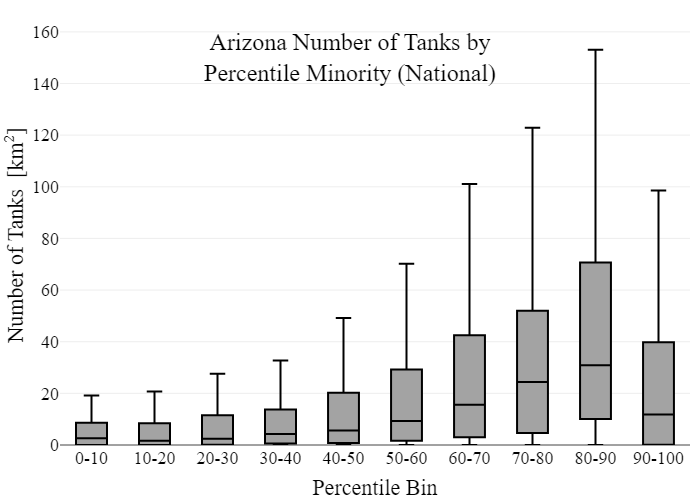 Arizona Number of Tanks by
Percentile Minority (National)
Number of Tanks [km²]
160
140
120
100
80
60
40
20
0
0-10 10-20 20-30 30-40 40-50 50-60 60-70 70-80 80-90 90-100
Percentile Bin